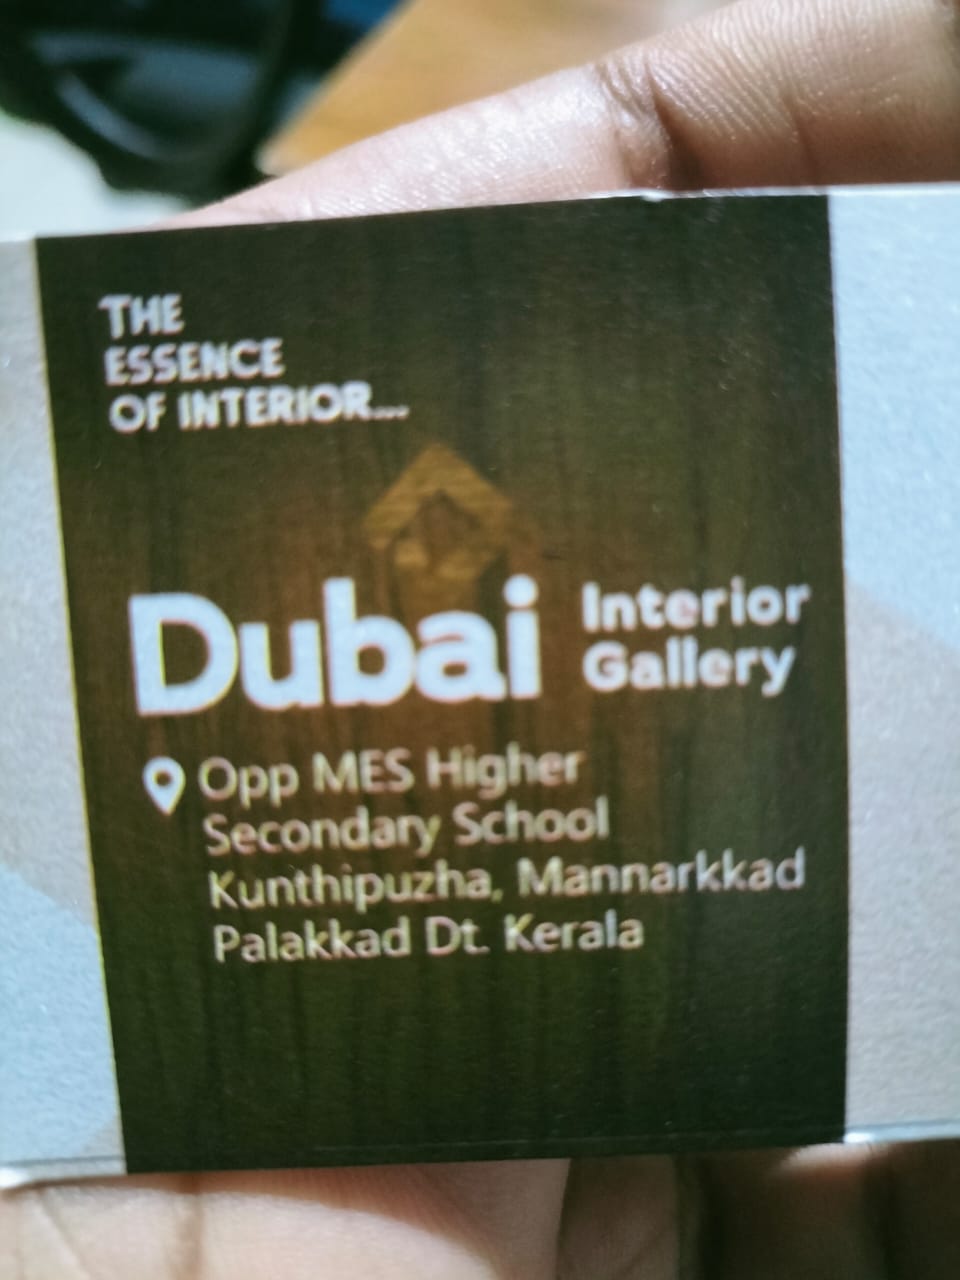 THE
ESSENCE
OF INTERIOR...
Dubai Interior
Gallery
Opp MES Higher
Secondary School
Kunthipuzha, Mannarkkad
Palakkad Dt. Kerala